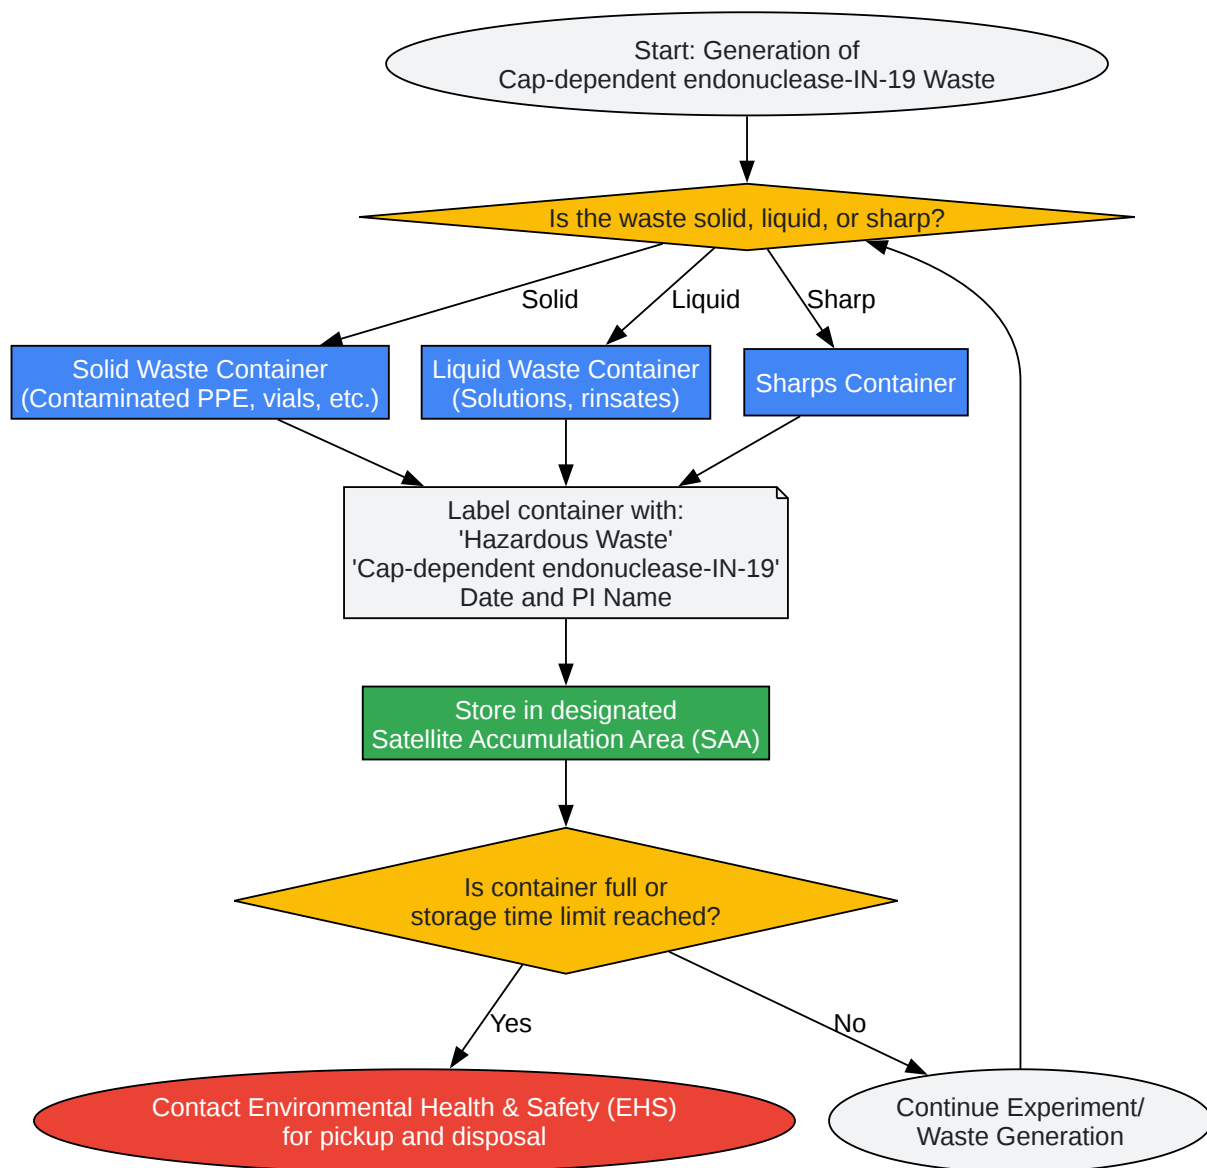 Start: Generation of
Cap-dependent endonuclease-IN-19 Waste
Is the waste solid, liquid, or sharp?
Solid
Liquid
Sharp
Solid Waste Container
(Contaminated PPE, vials, etc.)
Liquid Waste Container
(Solutions, rinsates)
Sharps Container
Label container with:
'Hazardous Waste'
'Cap-dependent endonuclease-IN-19'
Date and PI Name
Store in designated
Satellite Accumulation Area (SAA)
Is container full or
storage time limit reached?
Yes
No
Contact Environmental Health & Safety (EHS)
for pickup and disposal
Continue Experiment/
Waste Generation